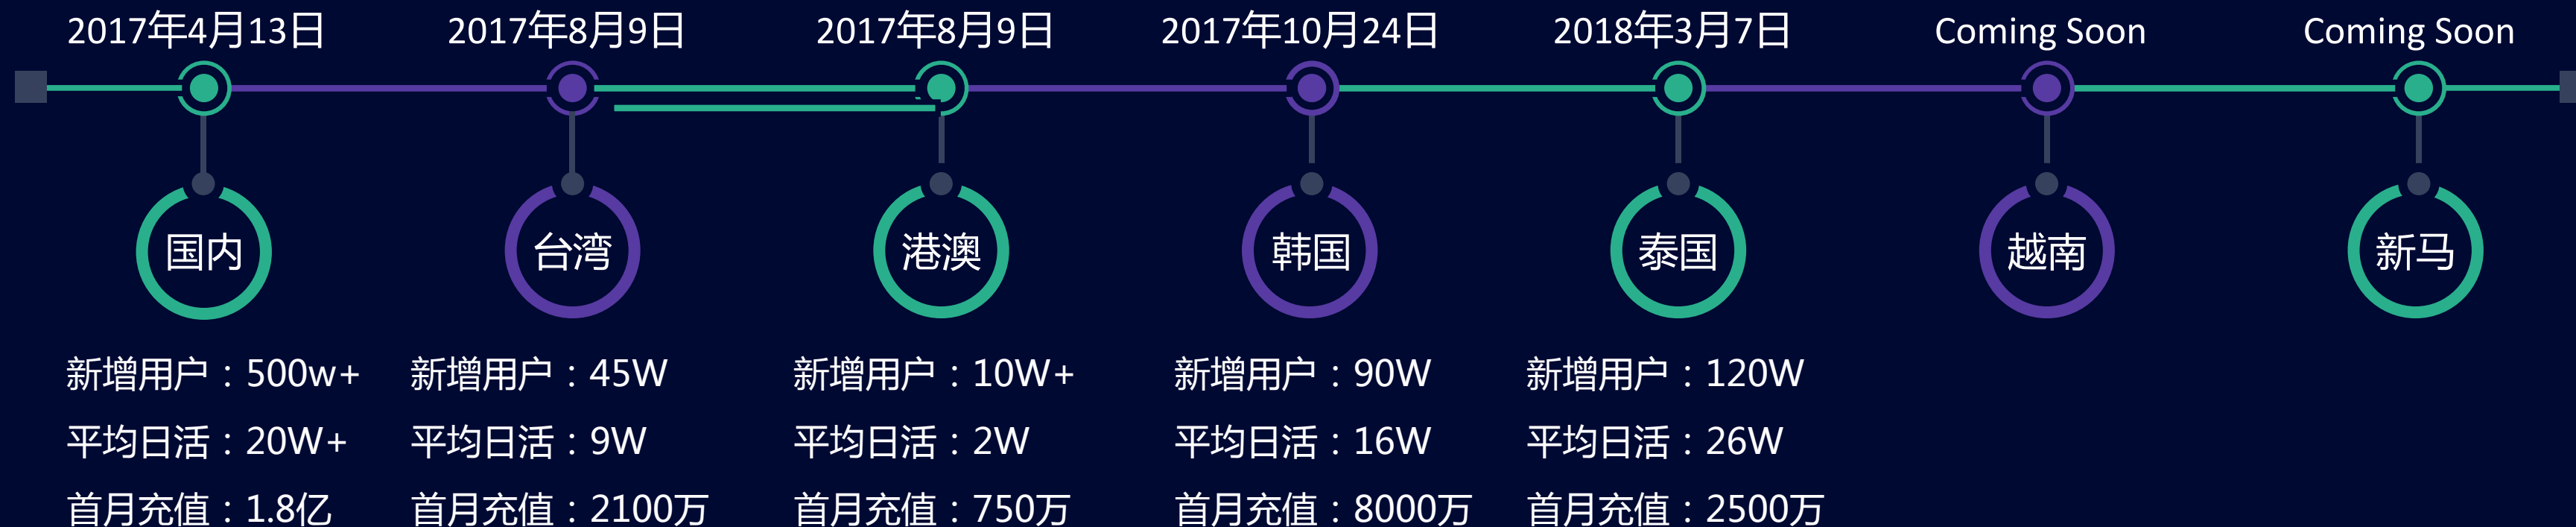 2017年4月13日
2017年8月9日
2017年8月9日
2017年10月24日
2018年3月7日
Coming Soon
Coming Soon
国内
台湾
港澳
韩国
泰国
越南
新马
新增用户：500w+
平均日活：20W+
首月充值：1.8亿
新增用户：45W
平均日活：9W
首月充值：2100万
新增用户：10W+
平均日活：2W
首月充值：750万
新增用户：90W
平均日活：16W
首月充值：8000万
新增用户：120W
平均日活：26W
首月充值：2500万